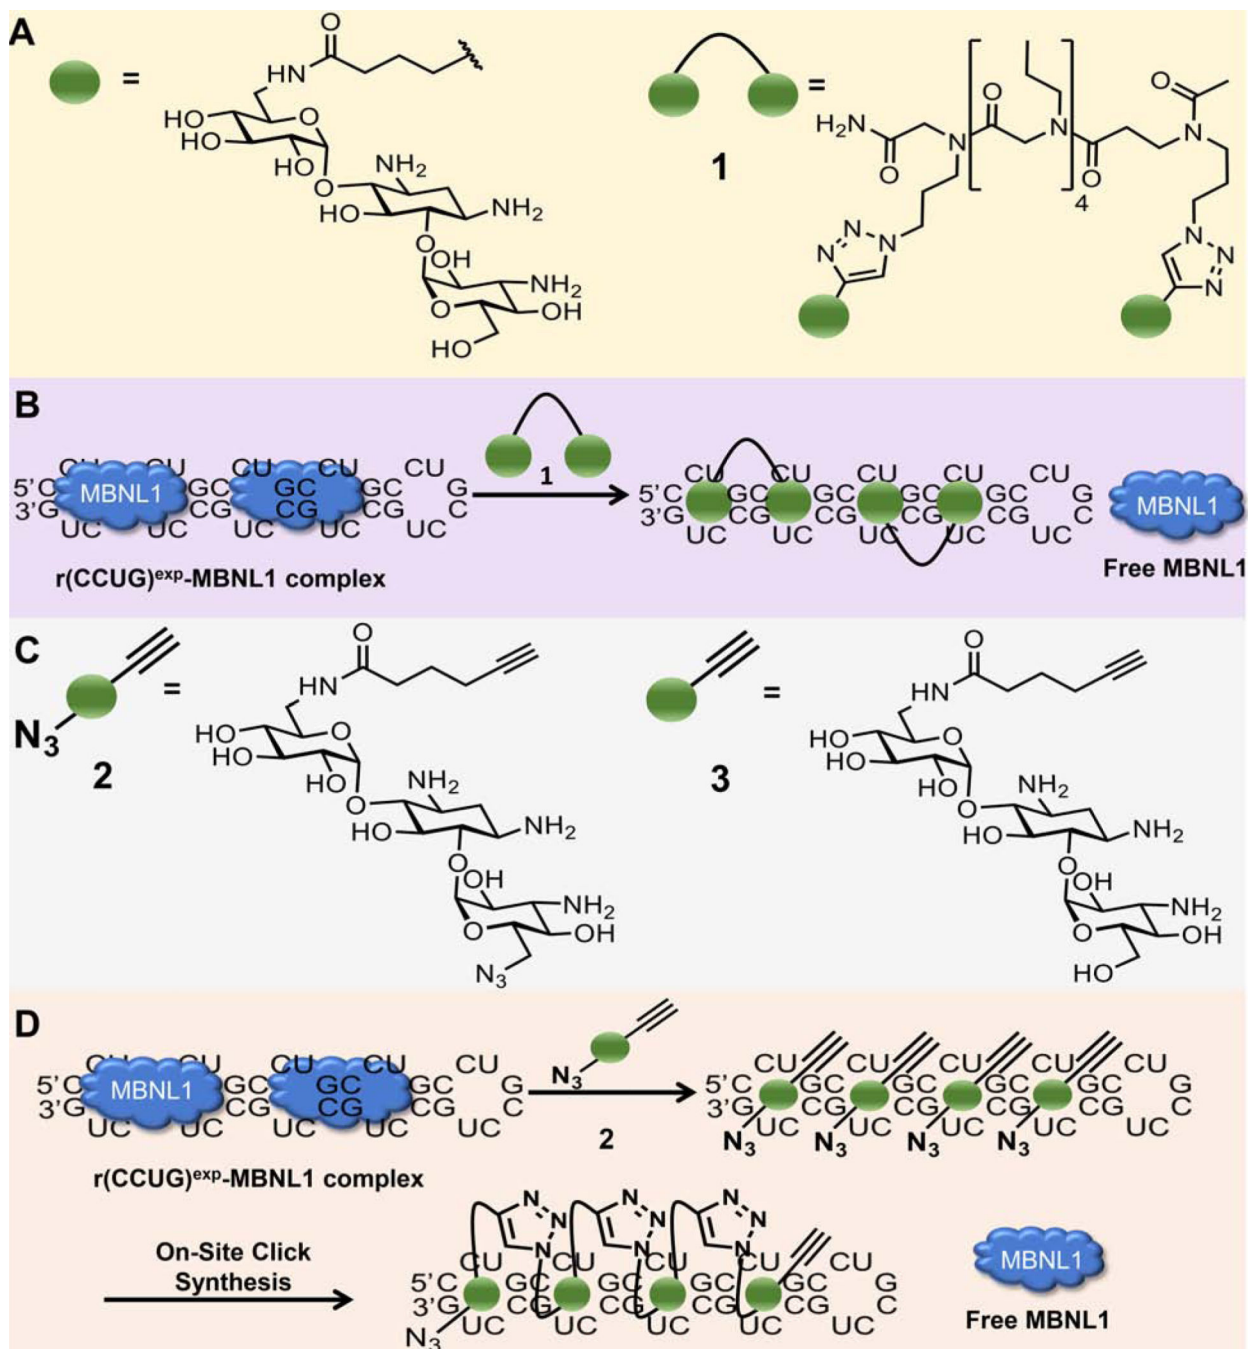 A
=
O
HN
HO
HO
HO
O
O
NH2
NH2
HO
O
OH
NH2
O
OH
HO
=
1
H2N
O
N
O
N
4
O
N
O
N
N
N
N
N
N
B
CU CU CU CU CU
5' C MBNL1 GC GC GC G
3' G CG CG CG C
UC UC UC UC UC
r(CCUG)exp-MBNL1 complex
1
CU CU CU CU CU
5' C GC GC GC GC G
3' G CG CG CG CG C
UC UC UC UC UC
MBNL1
Free MBNL1
C
N3
=
2
O
HN
HO
HO
HO
O
O
NH2
NH2
HO
O
OH
NH2
O
OH
N3
=
3
O
HN
HO
HO
HO
O
O
NH2
NH2
HO
O
OH
NH2
O
OH
HO
D
CU CU CU CU CU
5' C MBNL1 GC GC GC G
3' G CG CG CG C
UC UC UC UC UC
r(CCUG)exp-MBNL1 complex
N3
2
CU CU CU CU CU
5' C GC GC GC GC G
3' G CG CG CG CG C
UC UC UC UC UC
N3 N3 N3 N3
On-Site Click
Synthesis
N N N N N N N N N
CU CU CU CU CU
5' C GC GC GC GC G
3' G CG CG CG CG C
UC UC UC UC UC
N3
MBNL1
Free MBNL1